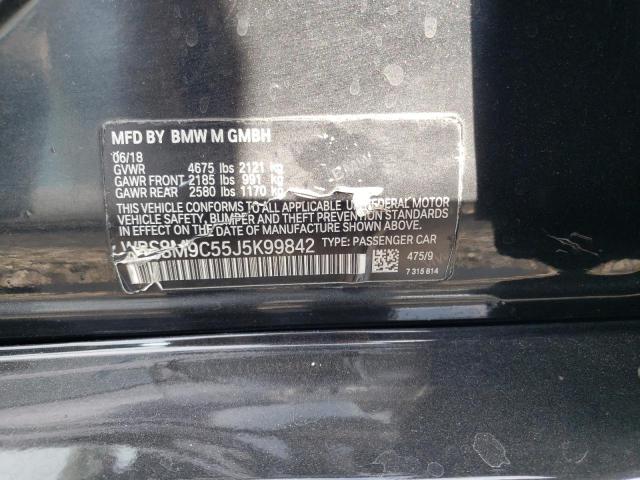 MFD BY BMW M GMBH
06/18
GVWR 4675 lbs 2121 kg
GAWR FRONT 2185 lbs 991 kg
GAWR REAR 2580 lbs 1170 kg
THIS VEHICLE CONFORMS TO ALL APPLICABLE U.S. FEDERAL MOTOR
VEHICLE SAFETY, BUMPER AND THEFT PREVENTION STANDARDS
IN EFFECT ON THE DATE OF MANUFACTURE SHOWN ABOVE.
WBS8M9C55J5K99842 TYPE: PASSENGER CAR
475/9
7 315 814